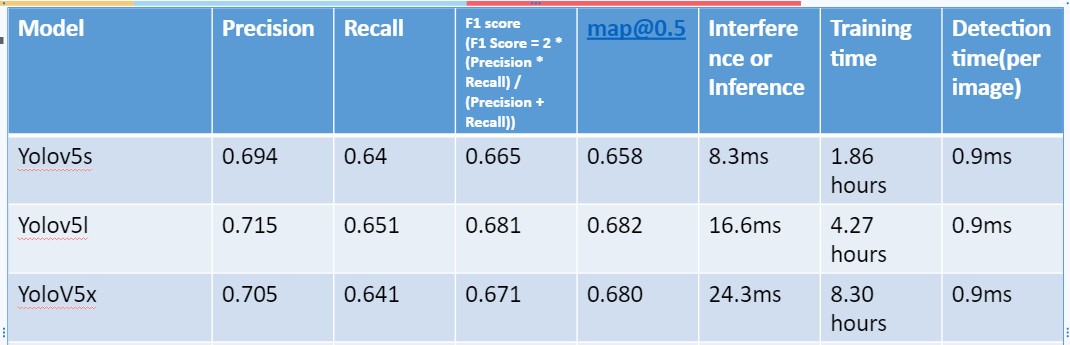 Model
Precision
Recall
F1 score
(F1 Score = 2 *
(Precision *
Recall) /
(Precision +
Recall))
map@0.5
Interfere
nce or
Inference
Training
time
Detection
time(per
image)
Yolov5s
0.694
0.64
0.665
0.658
8.3ms
1.86
hours
0.9ms
Yolov5l
0.715
0.651
0.681
0.682
16.6ms
4.27
hours
0.9ms
YoloV5x
0.705
0.641
0.671
0.680
24.3ms
8.30
hours
0.9ms